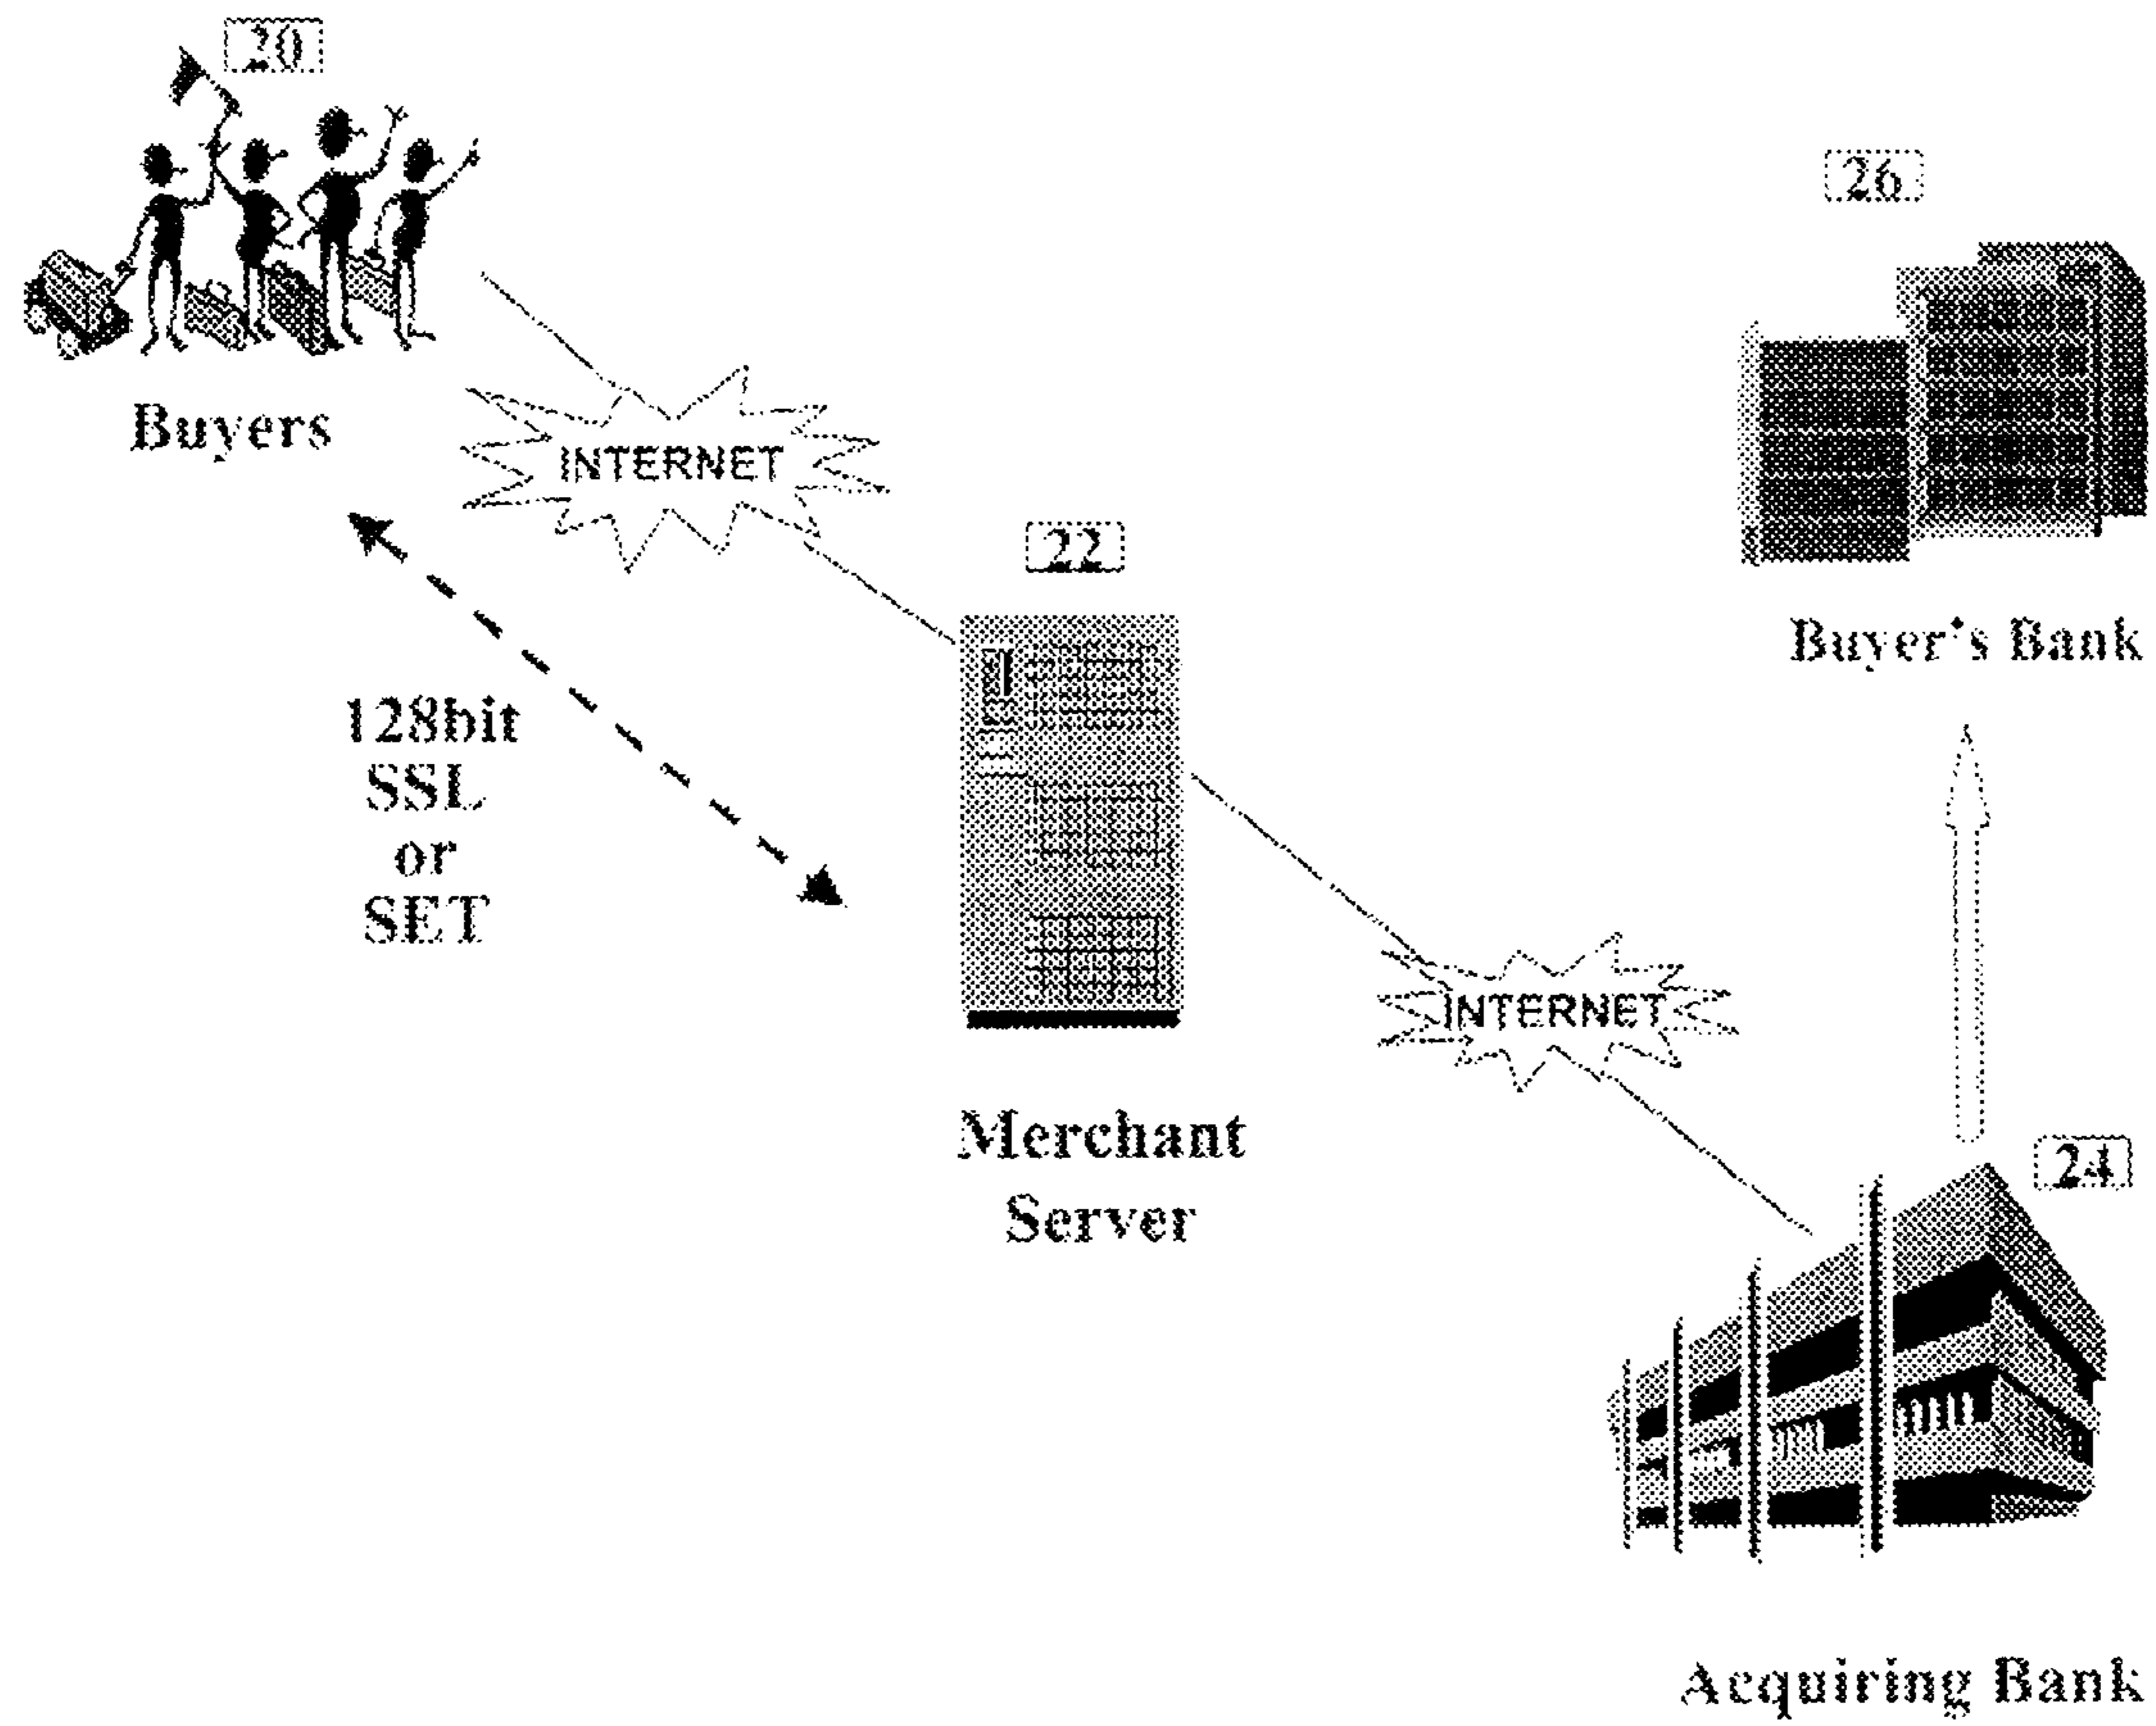 20
Buyers
INTERNET
26
Buyer's Bank
22
128bit
SSL
or
SET
Merchant
Server
INTERNET
24
Acquiring Bank